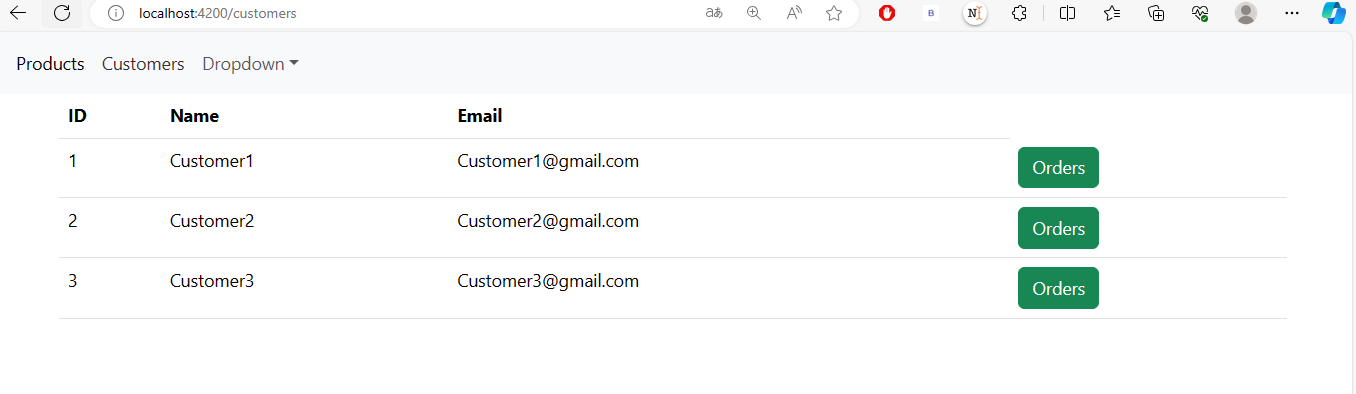 localhost:4200/customers
Products Customers Dropdown
ID Name Email
1 Customer1 Customer1@gmail.com Orders
2 Customer2 Customer2@gmail.com Orders
3 Customer3 Customer3@gmail.com Orders